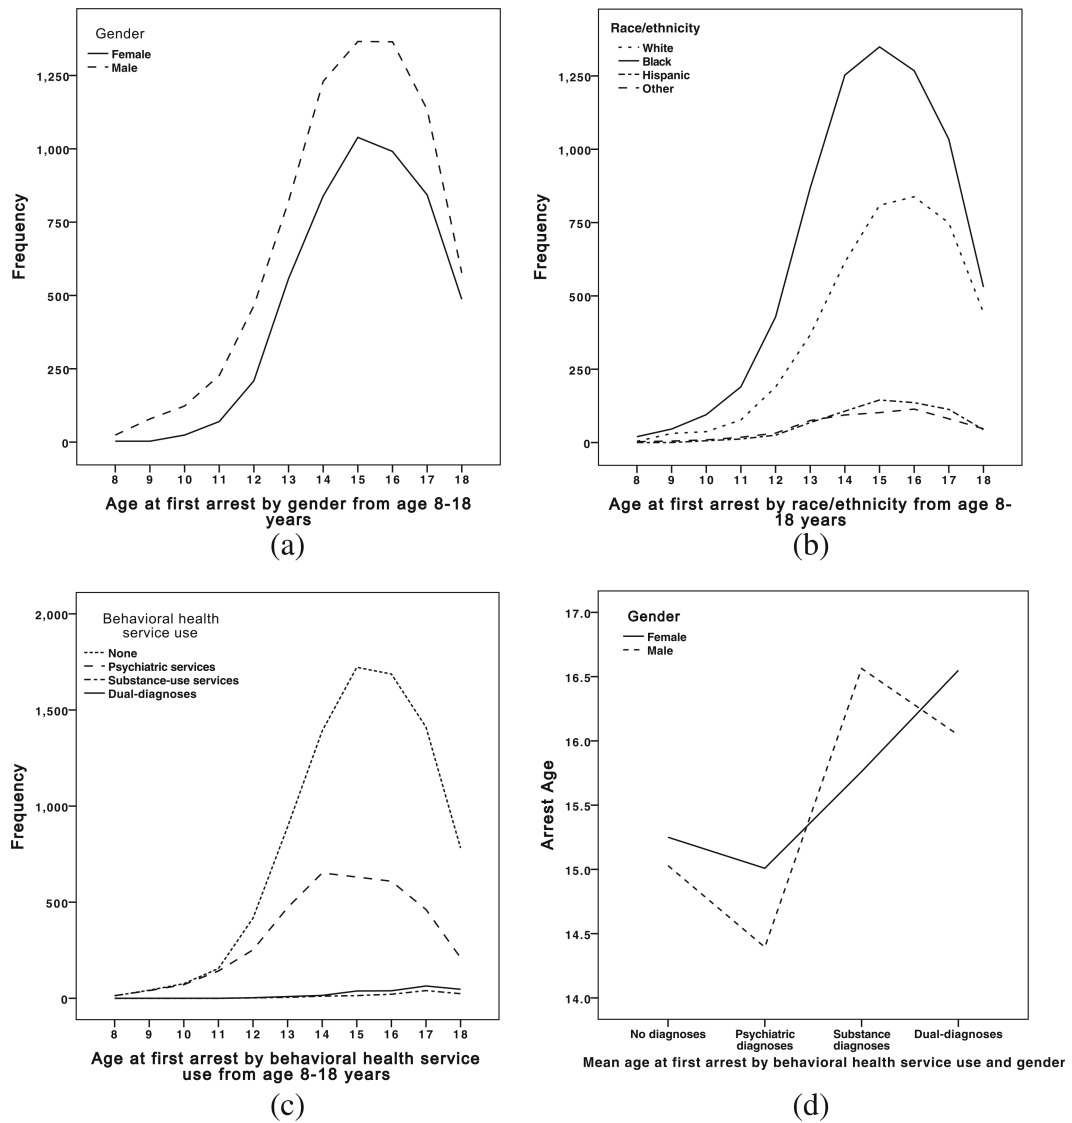 Gender
Female
Male
1,250
1,000
750
500
250
0
Frequency
8 9 10 11 12 13 14 15 16 17 18
Age at first arrest by gender from age 8-18
years
(a)
Race/ethnicity
White
Black
Hispanic
Other
1,250
1,000
750
500
250
0
Frequency
8 9 10 11 12 13 14 15 16 17 18
Age at first arrest by race/ethnicity from age 8-
18 years
(b)
Behavioral health
service use
None
Psychiatric services
Substance-use services
Dual-diagnoses
2,000
1,500
1,000
500
0
Frequency
8 9 10 11 12 13 14 15 16 17 18
Age at first arrest by behavioral health service
use from age 8-18 years
(c)
Gender
Female
Male
17.0
16.5
16.0
15.5
15.0
14.5
14.0
Arrest Age
No diagnoses
Psychiatric
diagnoses
Substance
diagnoses
Dual-diagnoses
Mean age at first arrest by behavioral health service use and gender
(d)